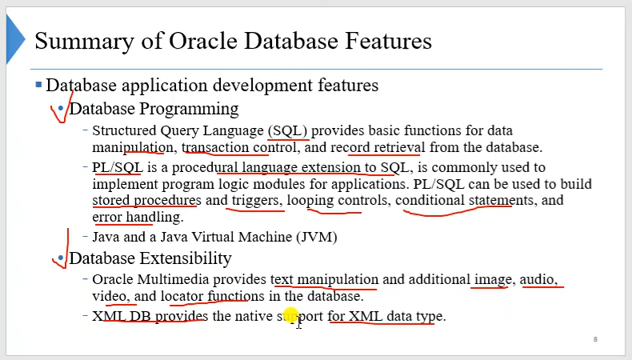 Summary of Oracle Database Features
Database application development features
Database Programming
Structured Query Language (SQL) provides basic functions for data
manipulation, transaction control, and record retrieval from the database.
PL/SQL is a procedural language extension to SQL, is commonly used to
implement program logic modules for applications. PL/SQL can be used to build
stored procedures and triggers, looping controls, conditional statements, and
error handling.
Java and a Java Virtual Machine (JVM)
Database Extensibility
Oracle Multimedia provides text manipulation and additional image, audio,
video, and locator functions in the database.
XML DB provides the native support for XML data type.
8